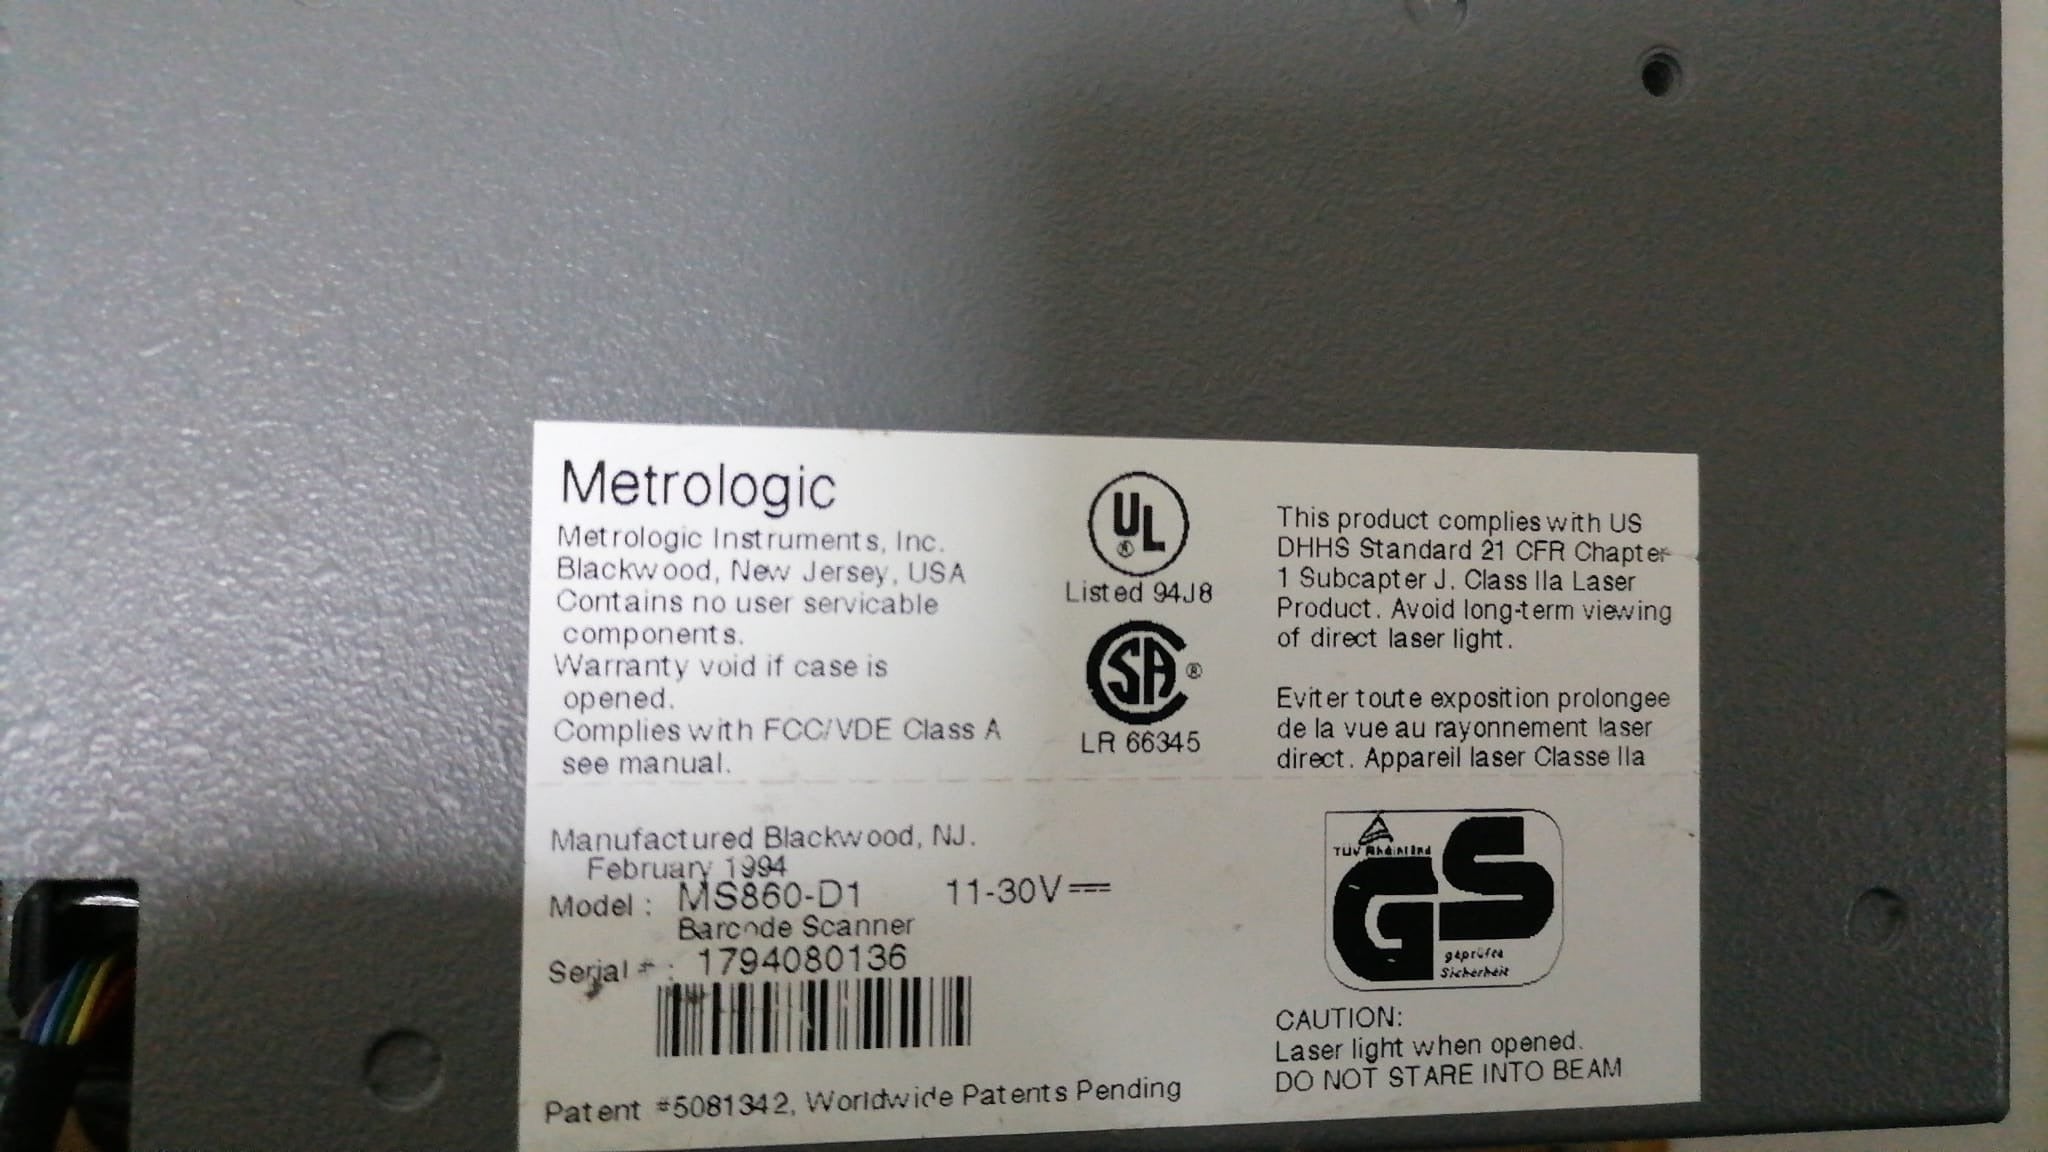 Metrologic
Metrologic Instruments, Inc.
Blackwood, New Jersey, USA
Contains no user servicable
components.
Warranty void if case is
opened.
Complies with FCC/VDE Class A
see manual.
UL
®
Listed 94J8
SA ®
LR 66345
This product complies with US
DHHS Standard 21 CFR Chapter
1 Subcapter J. Class IIa Laser
Product. Avoid long-term viewing
of direct laser light.
Eviter toute exposition prolongee
de la vue au rayonnement laser
direct. Appareil laser Classe IIa
Manufactured Blackwood, NJ.
February 1994
Model : MS860-D1 11-30V
Barcode Scanner
Serial # : 1794080136
Patent #5081342, Worldwide Patents Pending
TÜV Rheinland
GS
geprüfte
Sicherheit
CAUTION:
Laser light when opened.
DO NOT STARE INTO BEAM